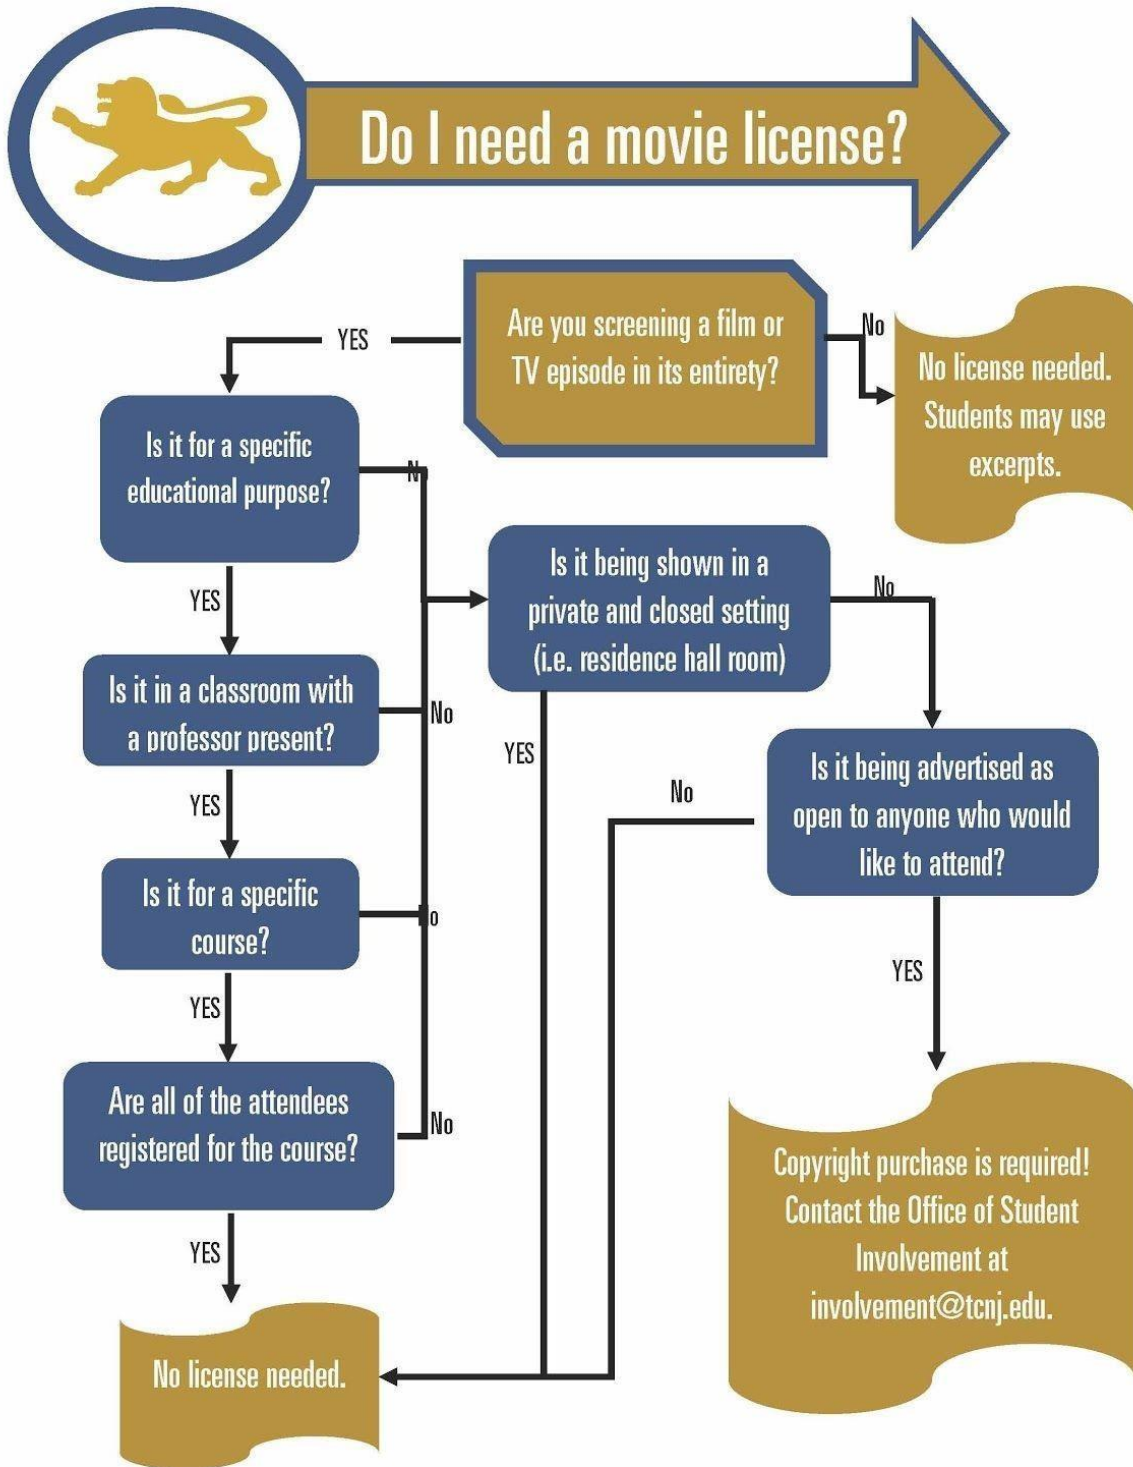 Do I need a movie license?
Are you screening a film or
TV episode in its entirety?
YES
No
No license needed.
Students may use
excerpts.
Is it for a specific
educational purpose?
No
YES
Is it being shown in a
private and closed setting
(i.e. residence hall room)
No
YES
Is it in a classroom with
a professor present?
No
YES
Is it being advertised as
open to anyone who would
like to attend?
No
YES
Is it for a specific
course?
No
YES
Are all of the attendees
registered for the course?
No
YES
No license needed.
Copyright purchase is required!
Contact the Office of Student
Involvement at
involvement@tcnj.edu.